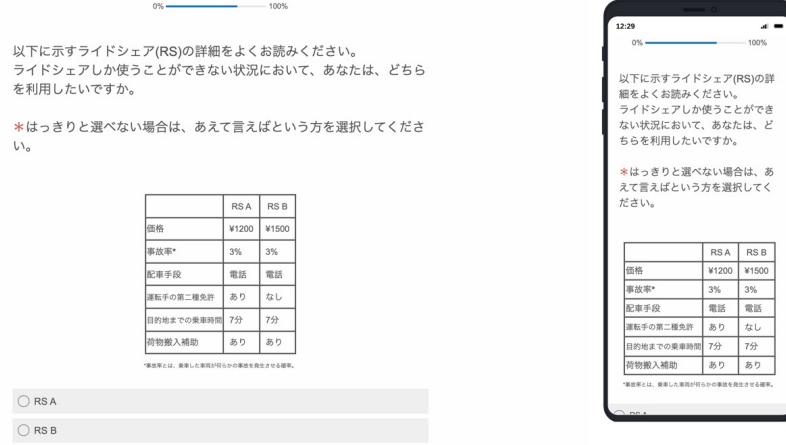 0% 100%
以下に示すライドシェア(RS)の詳細をよくお読みください。
ライドシェアしか使うことができない状況において、あなたは、どちら
を利用したいですか。
*はっきりと選べない場合は、あえて言えばという方を選択してくださ
い。
RS A RS B
価格 ¥1200 ¥1500
事故率* 3% 3%
配車手段 電話 電話
運転手の第二種免許 あり なし
目的地までの乗車時間 7分 7分
荷物搬入補助 あり あり
*事故率とは、乗車した車両が何らかの事故を発生させる確率。
RS A
RS B
12:29
0% 100%
以下に示すライドシェア(RS)の詳
細をよくお読みください。
ライドシェアしか使うことができ
ない状況において、あなたは、ど
ちらを利用したいですか。
*はっきりと選べない場合は、あ
えて言えばという方を選択してく
ださい。
RS A RS B
価格 ¥1200 ¥1500
事故率* 3% 3%
配車手段 電話 電話
運転手の第二種免許 あり なし
目的地までの乗車時間 7分 7分
荷物搬入補助 あり あり
*事故率とは、乗車した車両が何らかの事故を発生させる確率。